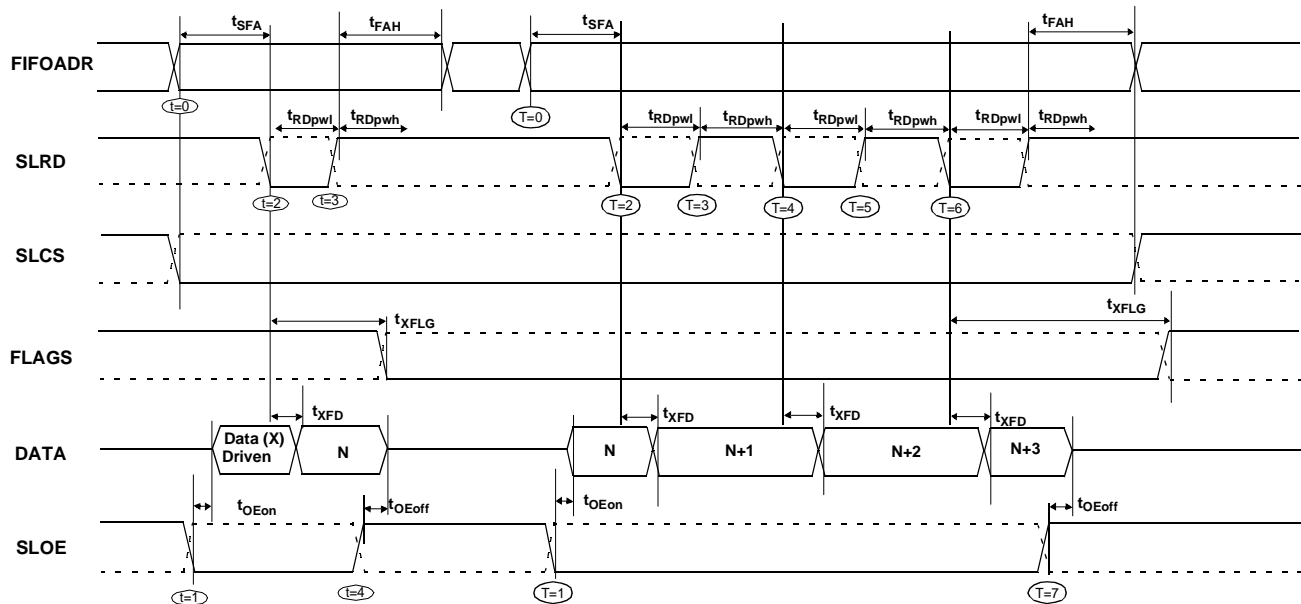 tSFA tFAH tSFA tFAH
FIFOADR
t=0 T=0
tRDpwl tRDpwh tRDpwl tRDpwh tRDpwl tRDpwh tRDpwl tRDpwh
SLRD
t=2 t=3 T=2 T=3 T=4 T=5 T=6
SLCS
tXFLG tXFLG
FLAGS
tXFD tXFD tXFD tXFD
DATA
Data (X)
Driven
N N N+1 N+2 N+3
tOEon tOEoff tOEon tOEoff
SLOE
t=1 t=4 T=1 T=7